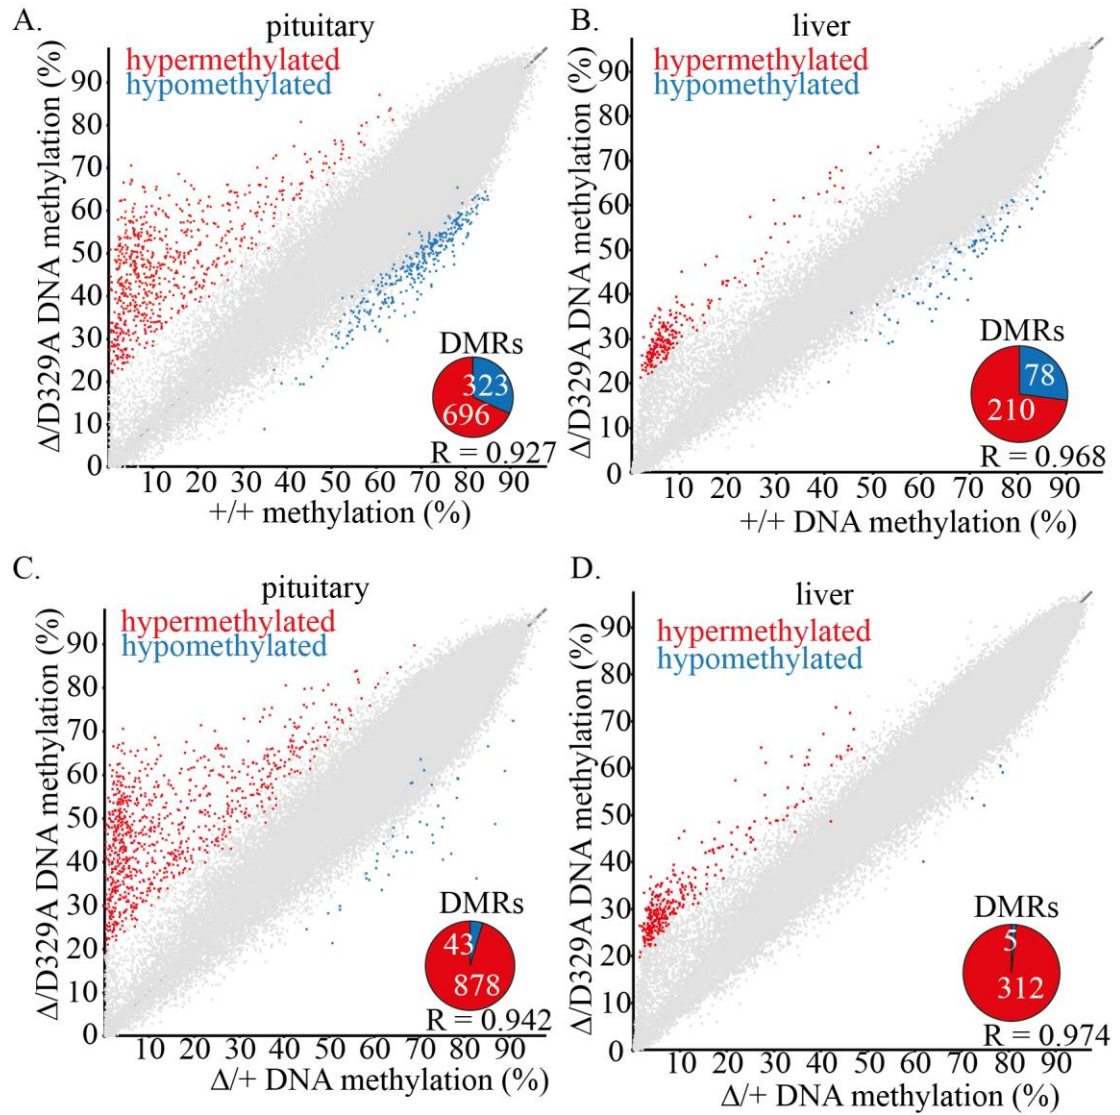 A.
pituitary
hypermethylated
hypomethylated
Δ/D329A DNA methylation (%)
90
80
70
60
50
40
30
20
10
0
DMRs
323
696
R = 0.927
10 20 30 40 50 60 70 80 90
+/+ methylation (%)
B.
liver
hypermethylated
hypomethylated
Δ/D329A DNA methylation (%)
90
80
70
60
50
40
30
20
10
0
DMRs
78
210
R = 0.968
10 20 30 40 50 60 70 80 90
+/+ DNA methylation (%)
C.
pituitary
hypermethylated
hypomethylated
Δ/D329A DNA methylation (%)
90
80
70
60
50
40
30
20
10
0
DMRs
43
878
R = 0.942
10 20 30 40 50 60 70 80 90
Δ/+ DNA methylation (%)
D.
liver
hypermethylated
hypomethylated
Δ/D329A DNA methylation (%)
90
80
70
60
50
40
30
20
10
0
DMRs
5
312
R = 0.974
10 20 30 40 50 60 70 80 90
Δ/+ DNA methylation (%)